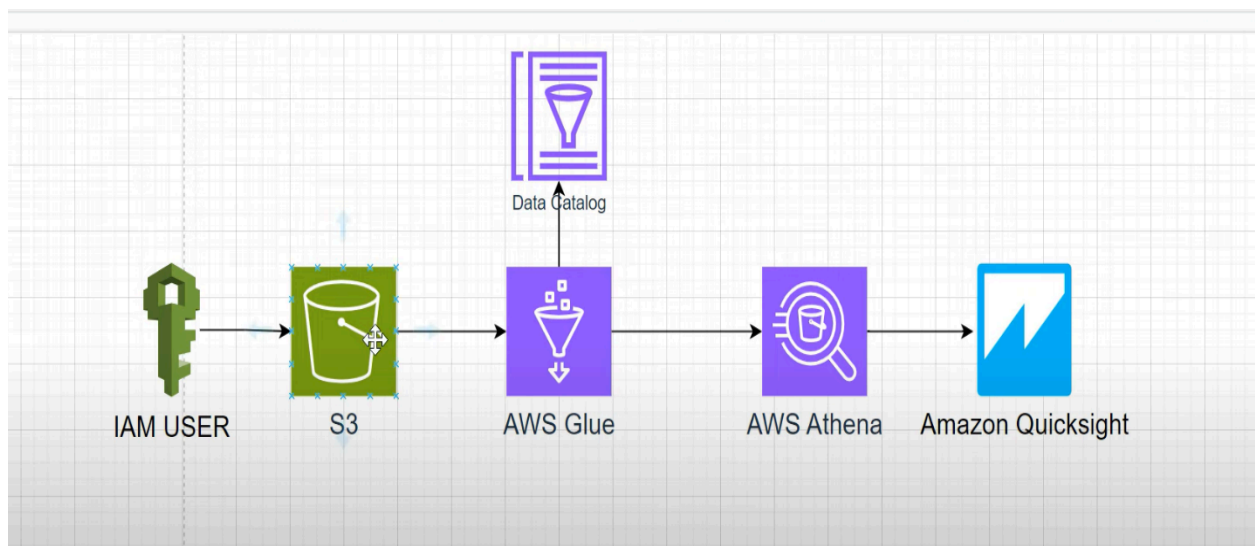 Data Catalog
IAM USER
S3
AWS Glue
AWS Athena
Amazon Quicksight